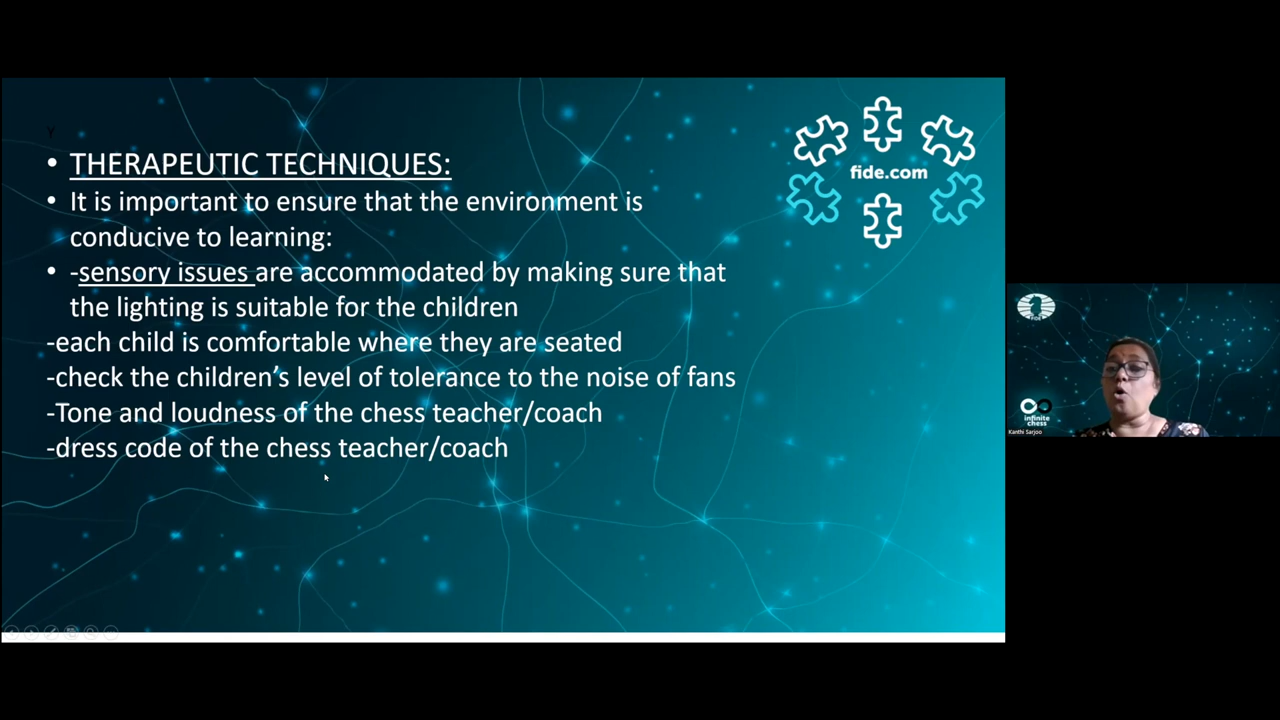 Y
• THERAPEUTIC TECHNIQUES:
• It is important to ensure that the environment is
conducive to learning:
• -sensory issues are accommodated by making sure that
the lighting is suitable for the children
-each child is comfortable where they are seated
-check the children's level of tolerance to the noise of fans
-Tone and loudness of the chess teacher/coach
-dress code of the chess teacher/coach
fide.com
infinite
chess
Kanthi Sarjoo